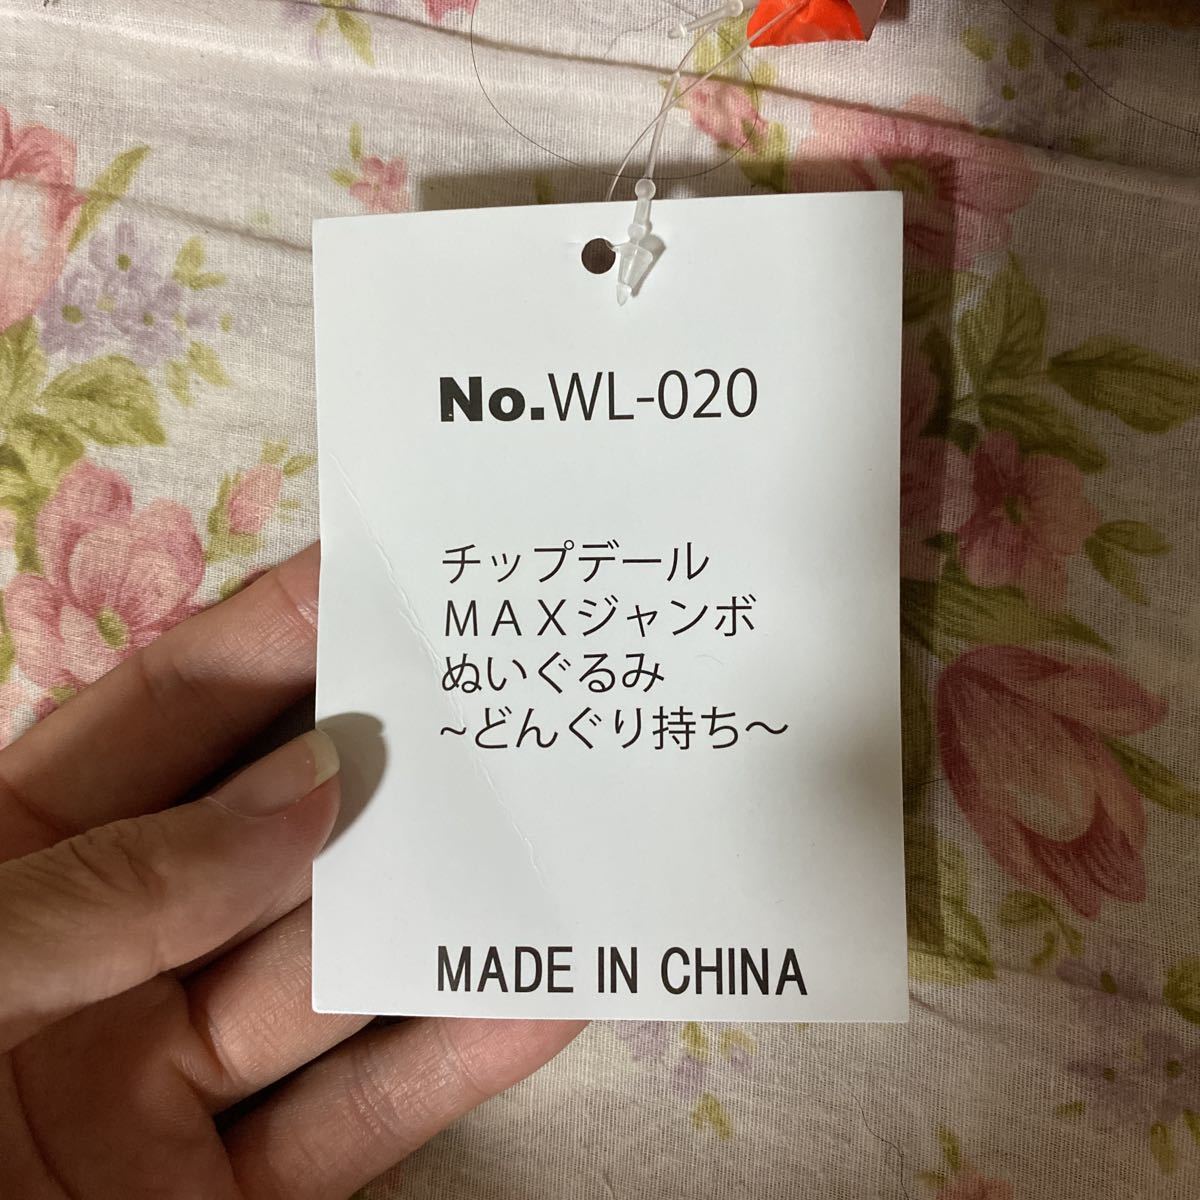 No.WL-020
チップデール
ＭＡＸジャンボ
ぬいぐるみ
~どんぐり持ち～
MADE IN CHINA